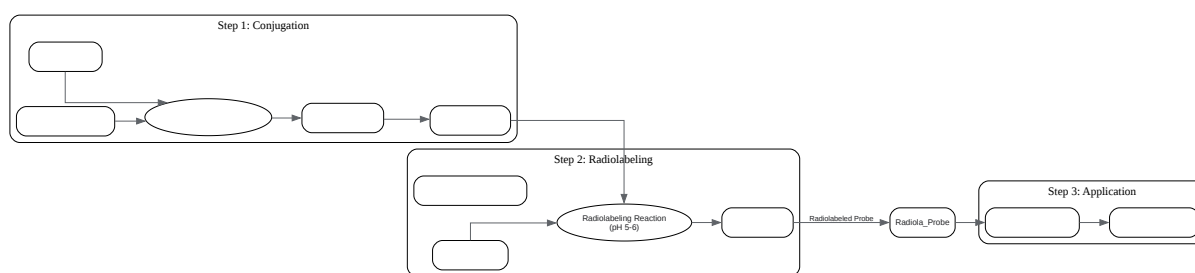 Step 1: Conjugation
Step 2: Radiolabeling
Radiolabeling Reaction
(pH 5-6)
Radiolabeled Probe
Radiola_Probe
Step 3: Application